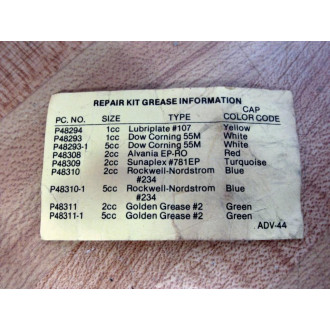 REPAIR KIT GREASE INFORMATION
CAP
PC. NO. SIZE TYPE COLOR CODE
P48294 1cc Lubriplate #107 Yellow
P48293 1cc Dow Corning 55M White
P48293-1 5cc Dow Corning 55M White
P48308 2cc Alvania EP-RO Red
P48309 2cc Sunaplex #781EP Turquoise
P48310 2cc Rockwell-Nordstrom Blue
#234
P48310-1 5cc Rockwell-Nordstrom Blue
#234
P48311 2cc Golden Grease #2 Green
P48311-1 5cc Golden Grease #2 Green
ADV-44